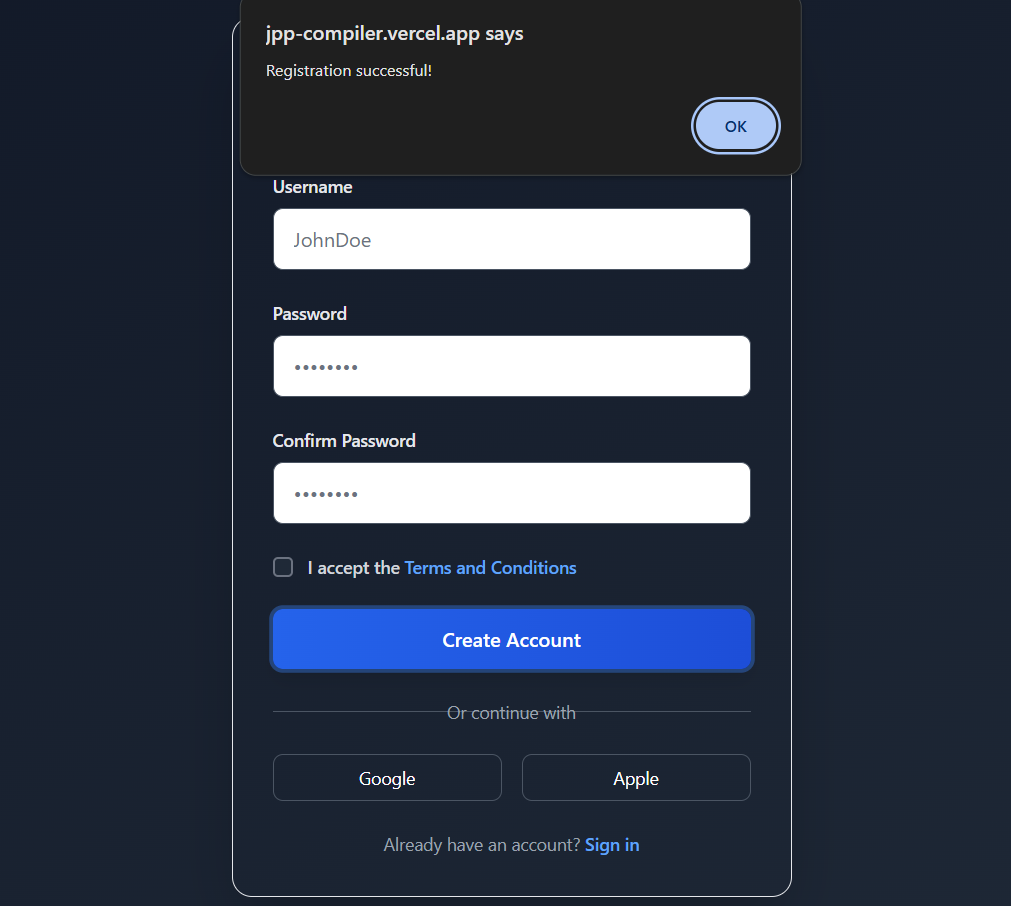 jpp-compiler.vercel.app says
Registration successful!
OK
Username
JohnDoe
Password
••••••••
Confirm Password
••••••••
I accept the Terms and Conditions
Create Account
Or continue with
Google
Apple
Already have an account? Sign in